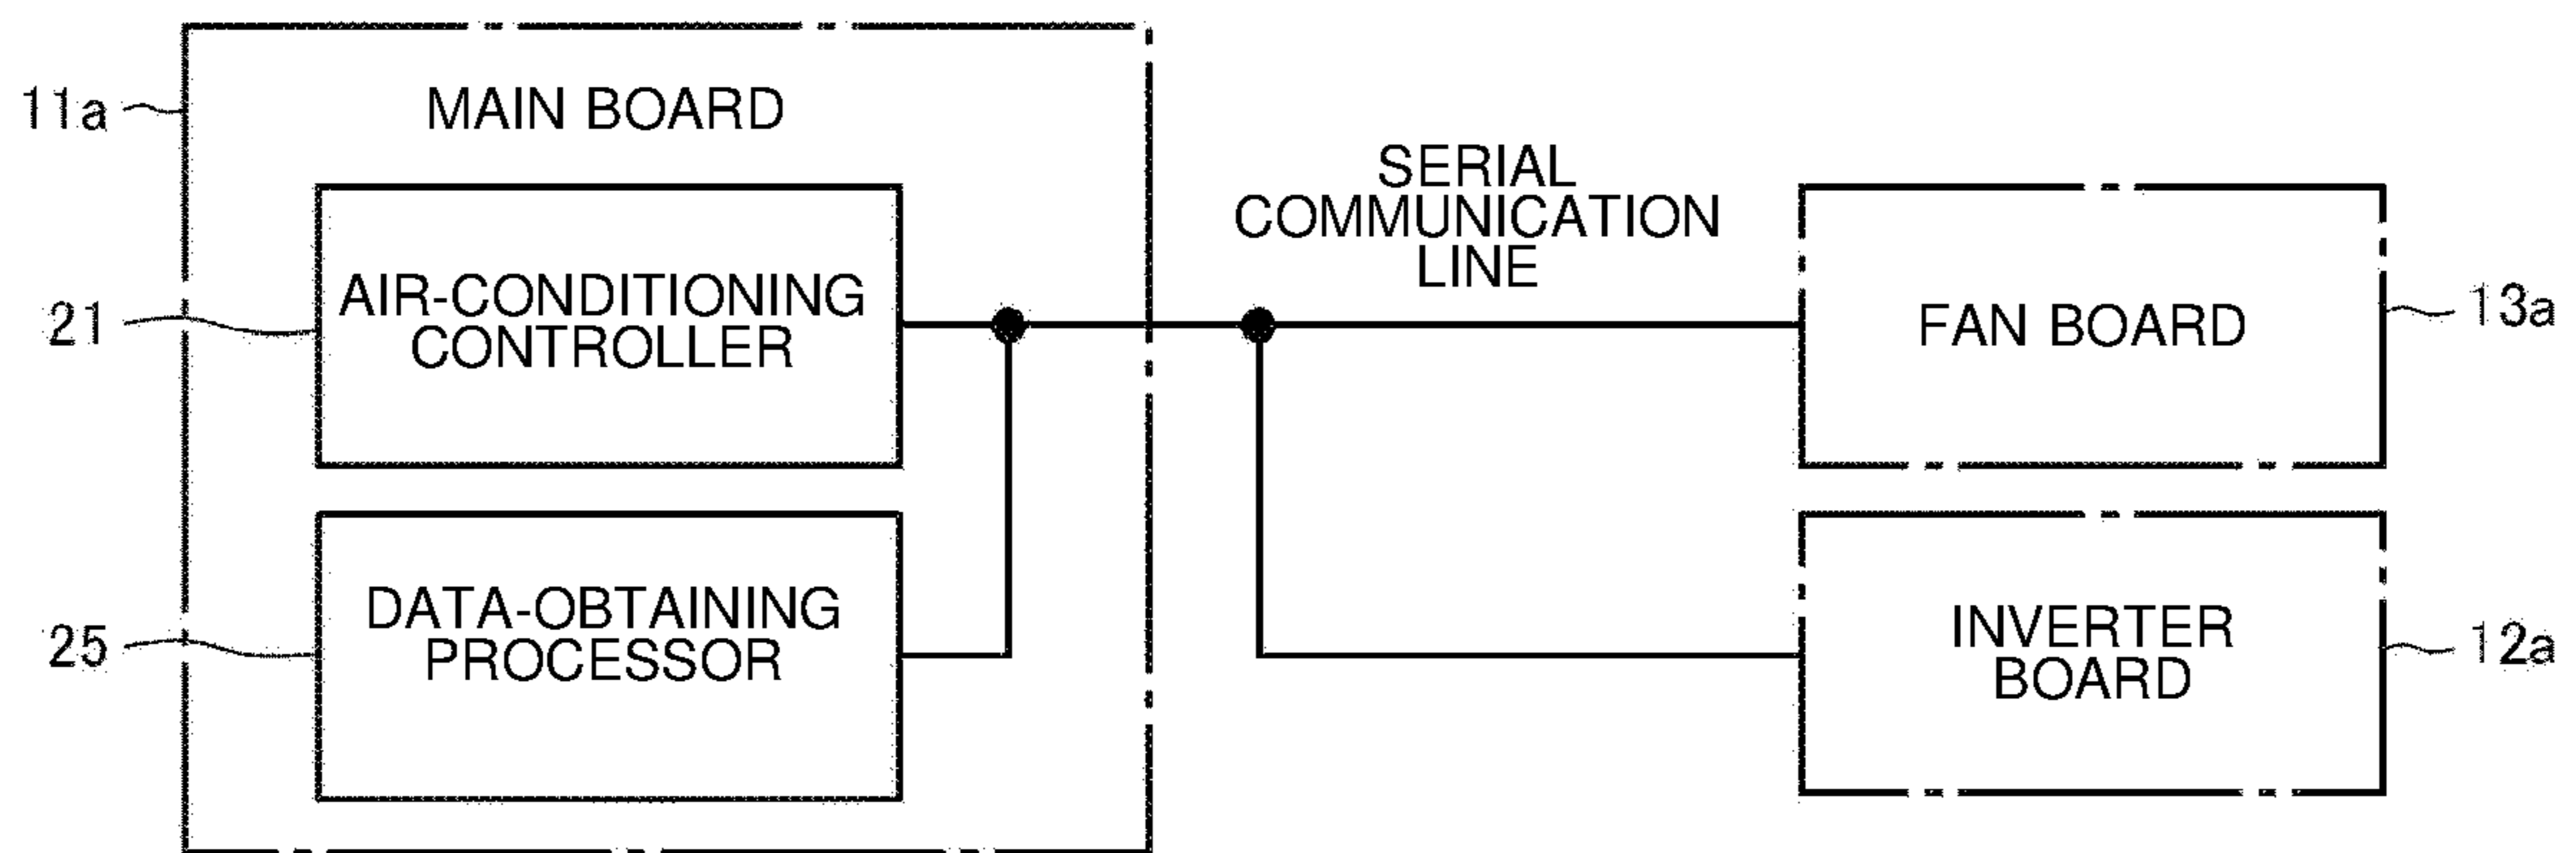 11a
MAIN BOARD
SERIAL
COMMUNICATION
LINE
21
AIR-CONDITIONING
CONTROLLER
FAN BOARD
13a
25
DATA-OBTAINING
PROCESSOR
INVERTER
BOARD
12a